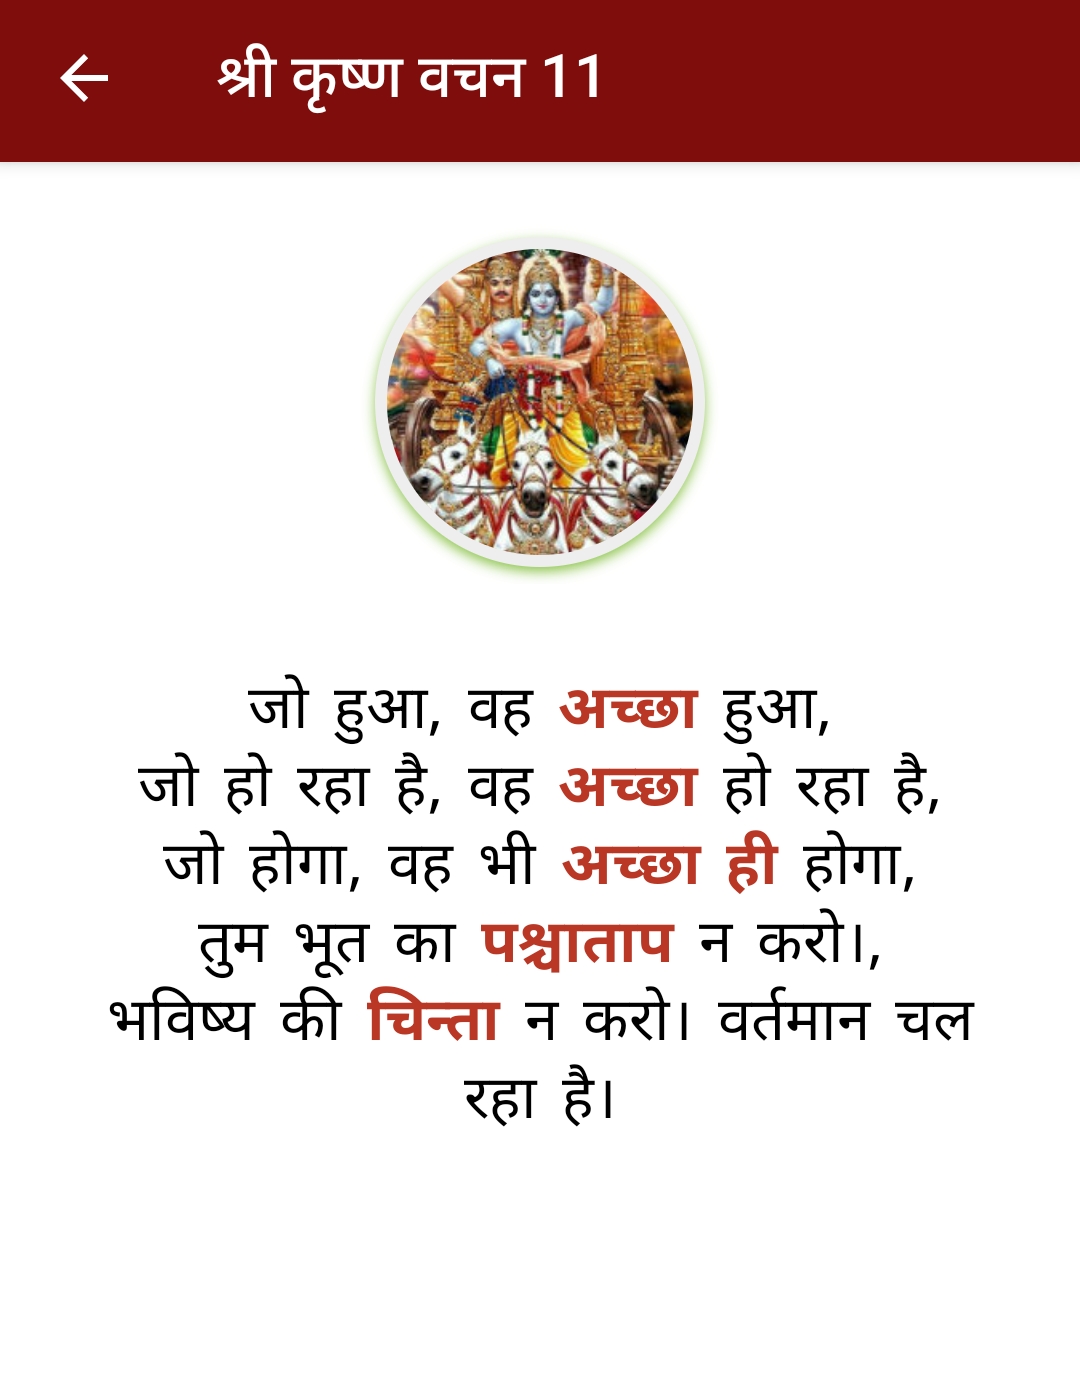 श्री कृष्ण वचन 11
जो हुआ, वह अच्छा हुआ,
जो हो रहा है, वह अच्छा हो रहा है,
जो होगा, वह भी अच्छा ही होगा,
तुम भूत का पश्चाताप न करो।,
भविष्य की चिन्ता न करो। वर्तमान चल
रहा है।